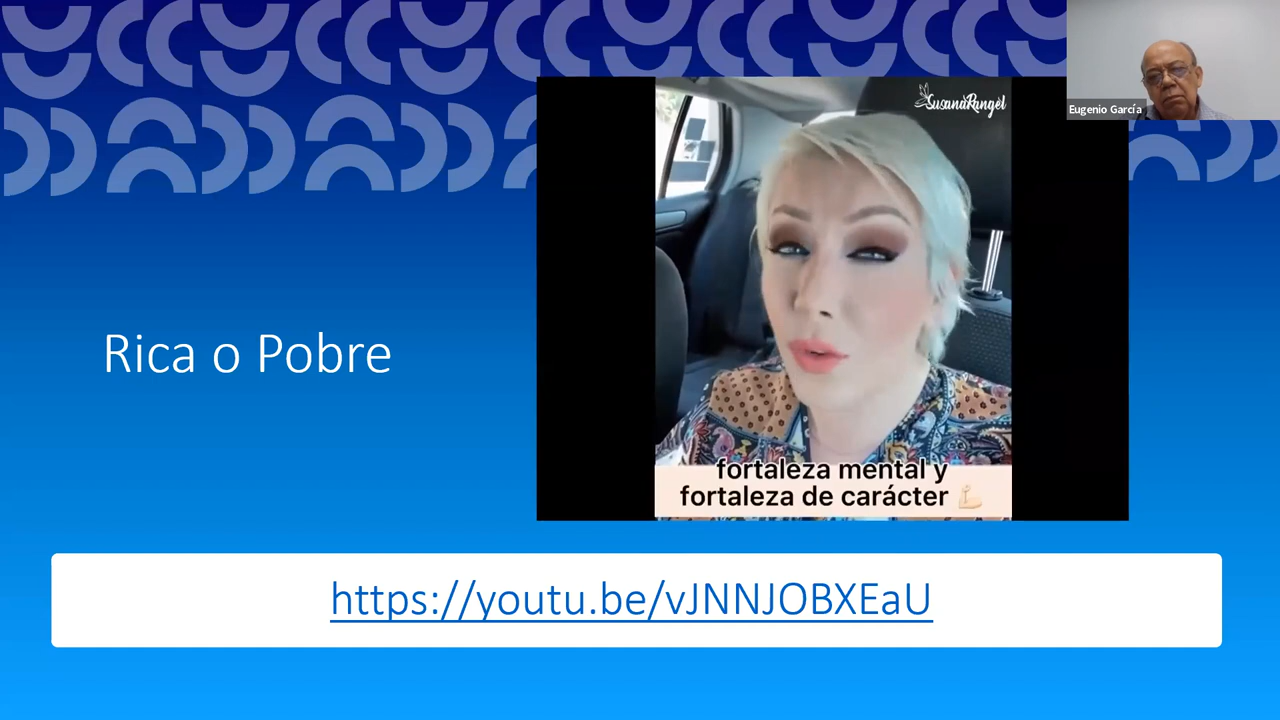 SusanaRangel
Eugenio García
Rica o Pobre
fortaleza mental y
fortaleza de carácter 💪🏻
https://youtu.be/vJNNJOBXEaU